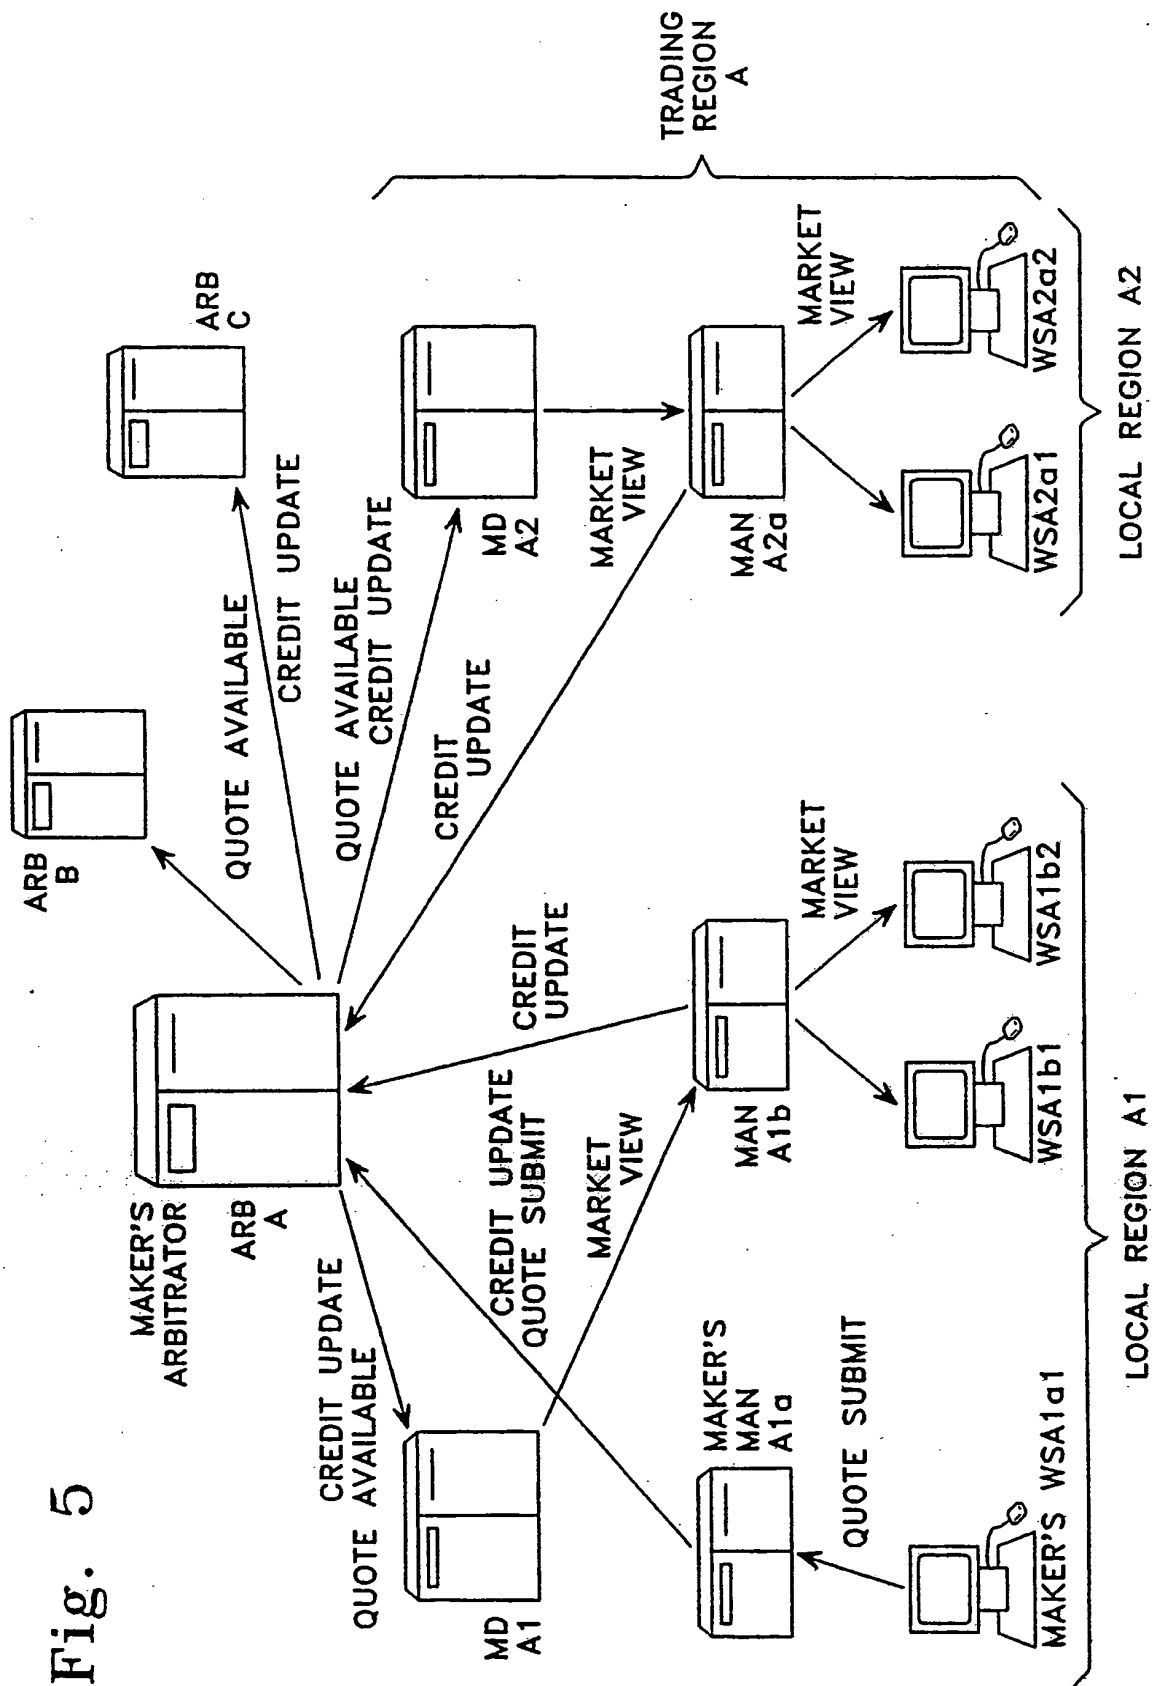 Fig. 5
MAKER'S
ARBITRATOR
ARB
A
ARB
B
ARB
C
QUOTE AVAILABLE
CREDIT UPDATE
QUOTE AVAILABLE
CREDIT UPDATE
CREDIT
UPDATE
CREDIT
UPDATE
CREDIT UPDATE
QUOTE SUBMIT
CREDIT UPDATE
QUOTE AVAILABLE
MD
A1
MARKET
VIEW
MD
A2
MARKET
VIEW
TRADING
REGION
A
MAKER'S
MAN
A1a
MAN
A1b
MAN
A2a
QUOTE SUBMIT
MARKET
VIEW
MARKET
VIEW
MAKER'S WSA1a1
WSA1b1
WSA1b2
WSA2a1
WSA2a2
LOCAL REGION A1
LOCAL REGION A2